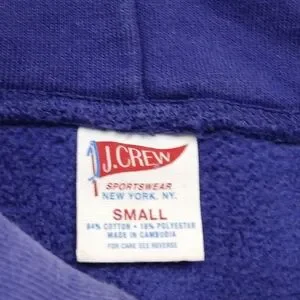 J.CREW
SPORTSWEAR
NEW YORK, NY.
SMALL
84% COTTON • 16% POLYESTER
MADE IN CAMBODIA
FOR CARE SEE REVERSE